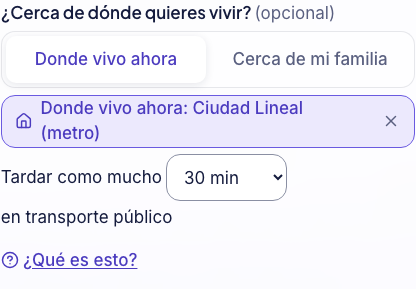 ¿Cerca de dónde quieres vivir? (opcional)
Donde vivo ahora Cerca de mi familia
Donde vivo ahora: Ciudad Lineal
(metro)
Tardar como mucho 30 min
en transporte público
¿Qué es esto?